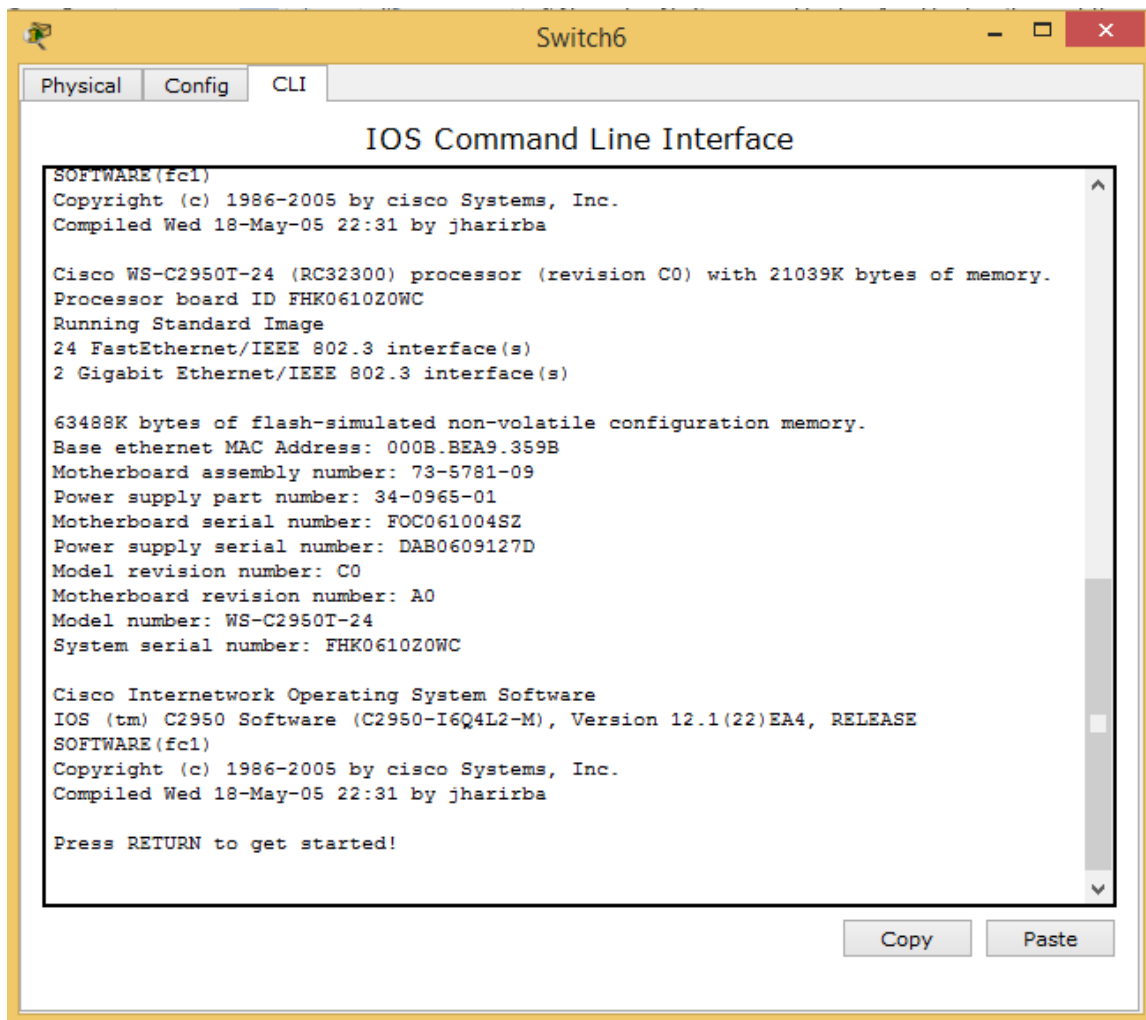 Switch6
Physical Config CLI
IOS Command Line Interface
SOFTWARE(fc1)
Copyright (c) 1986-2005 by cisco Systems, Inc.
Compiled Wed 18-May-05 22:31 by jharirba
Cisco WS-C2950T-24 (RC32300) processor (revision C0) with 21039K bytes of memory.
Processor board ID FHK0610Z0WC
Running Standard Image
24 FastEthernet/IEEE 802.3 interface(s)
2 Gigabit Ethernet/IEEE 802.3 interface(s)
63488K bytes of flash-simulated non-volatile configuration memory.
Base ethernet MAC Address: 000B.BEA9.359B
Motherboard assembly number: 73-5781-09
Power supply part number: 34-0965-01
Motherboard serial number: FOC061004SZ
Power supply serial number: DAB0609127D
Model revision number: C0
Motherboard revision number: A0
Model number: WS-C2950T-24
System serial number: FHK0610Z0WC
Cisco Internetwork Operating System Software
IOS (tm) C2950 Software (C2950-I6Q4L2-M), Version 12.1(22)EA4, RELEASE
SOFTWARE(fc1)
Copyright (c) 1986-2005 by cisco Systems, Inc.
Compiled Wed 18-May-05 22:31 by jharirba
Press RETURN to get started!
Copy Paste